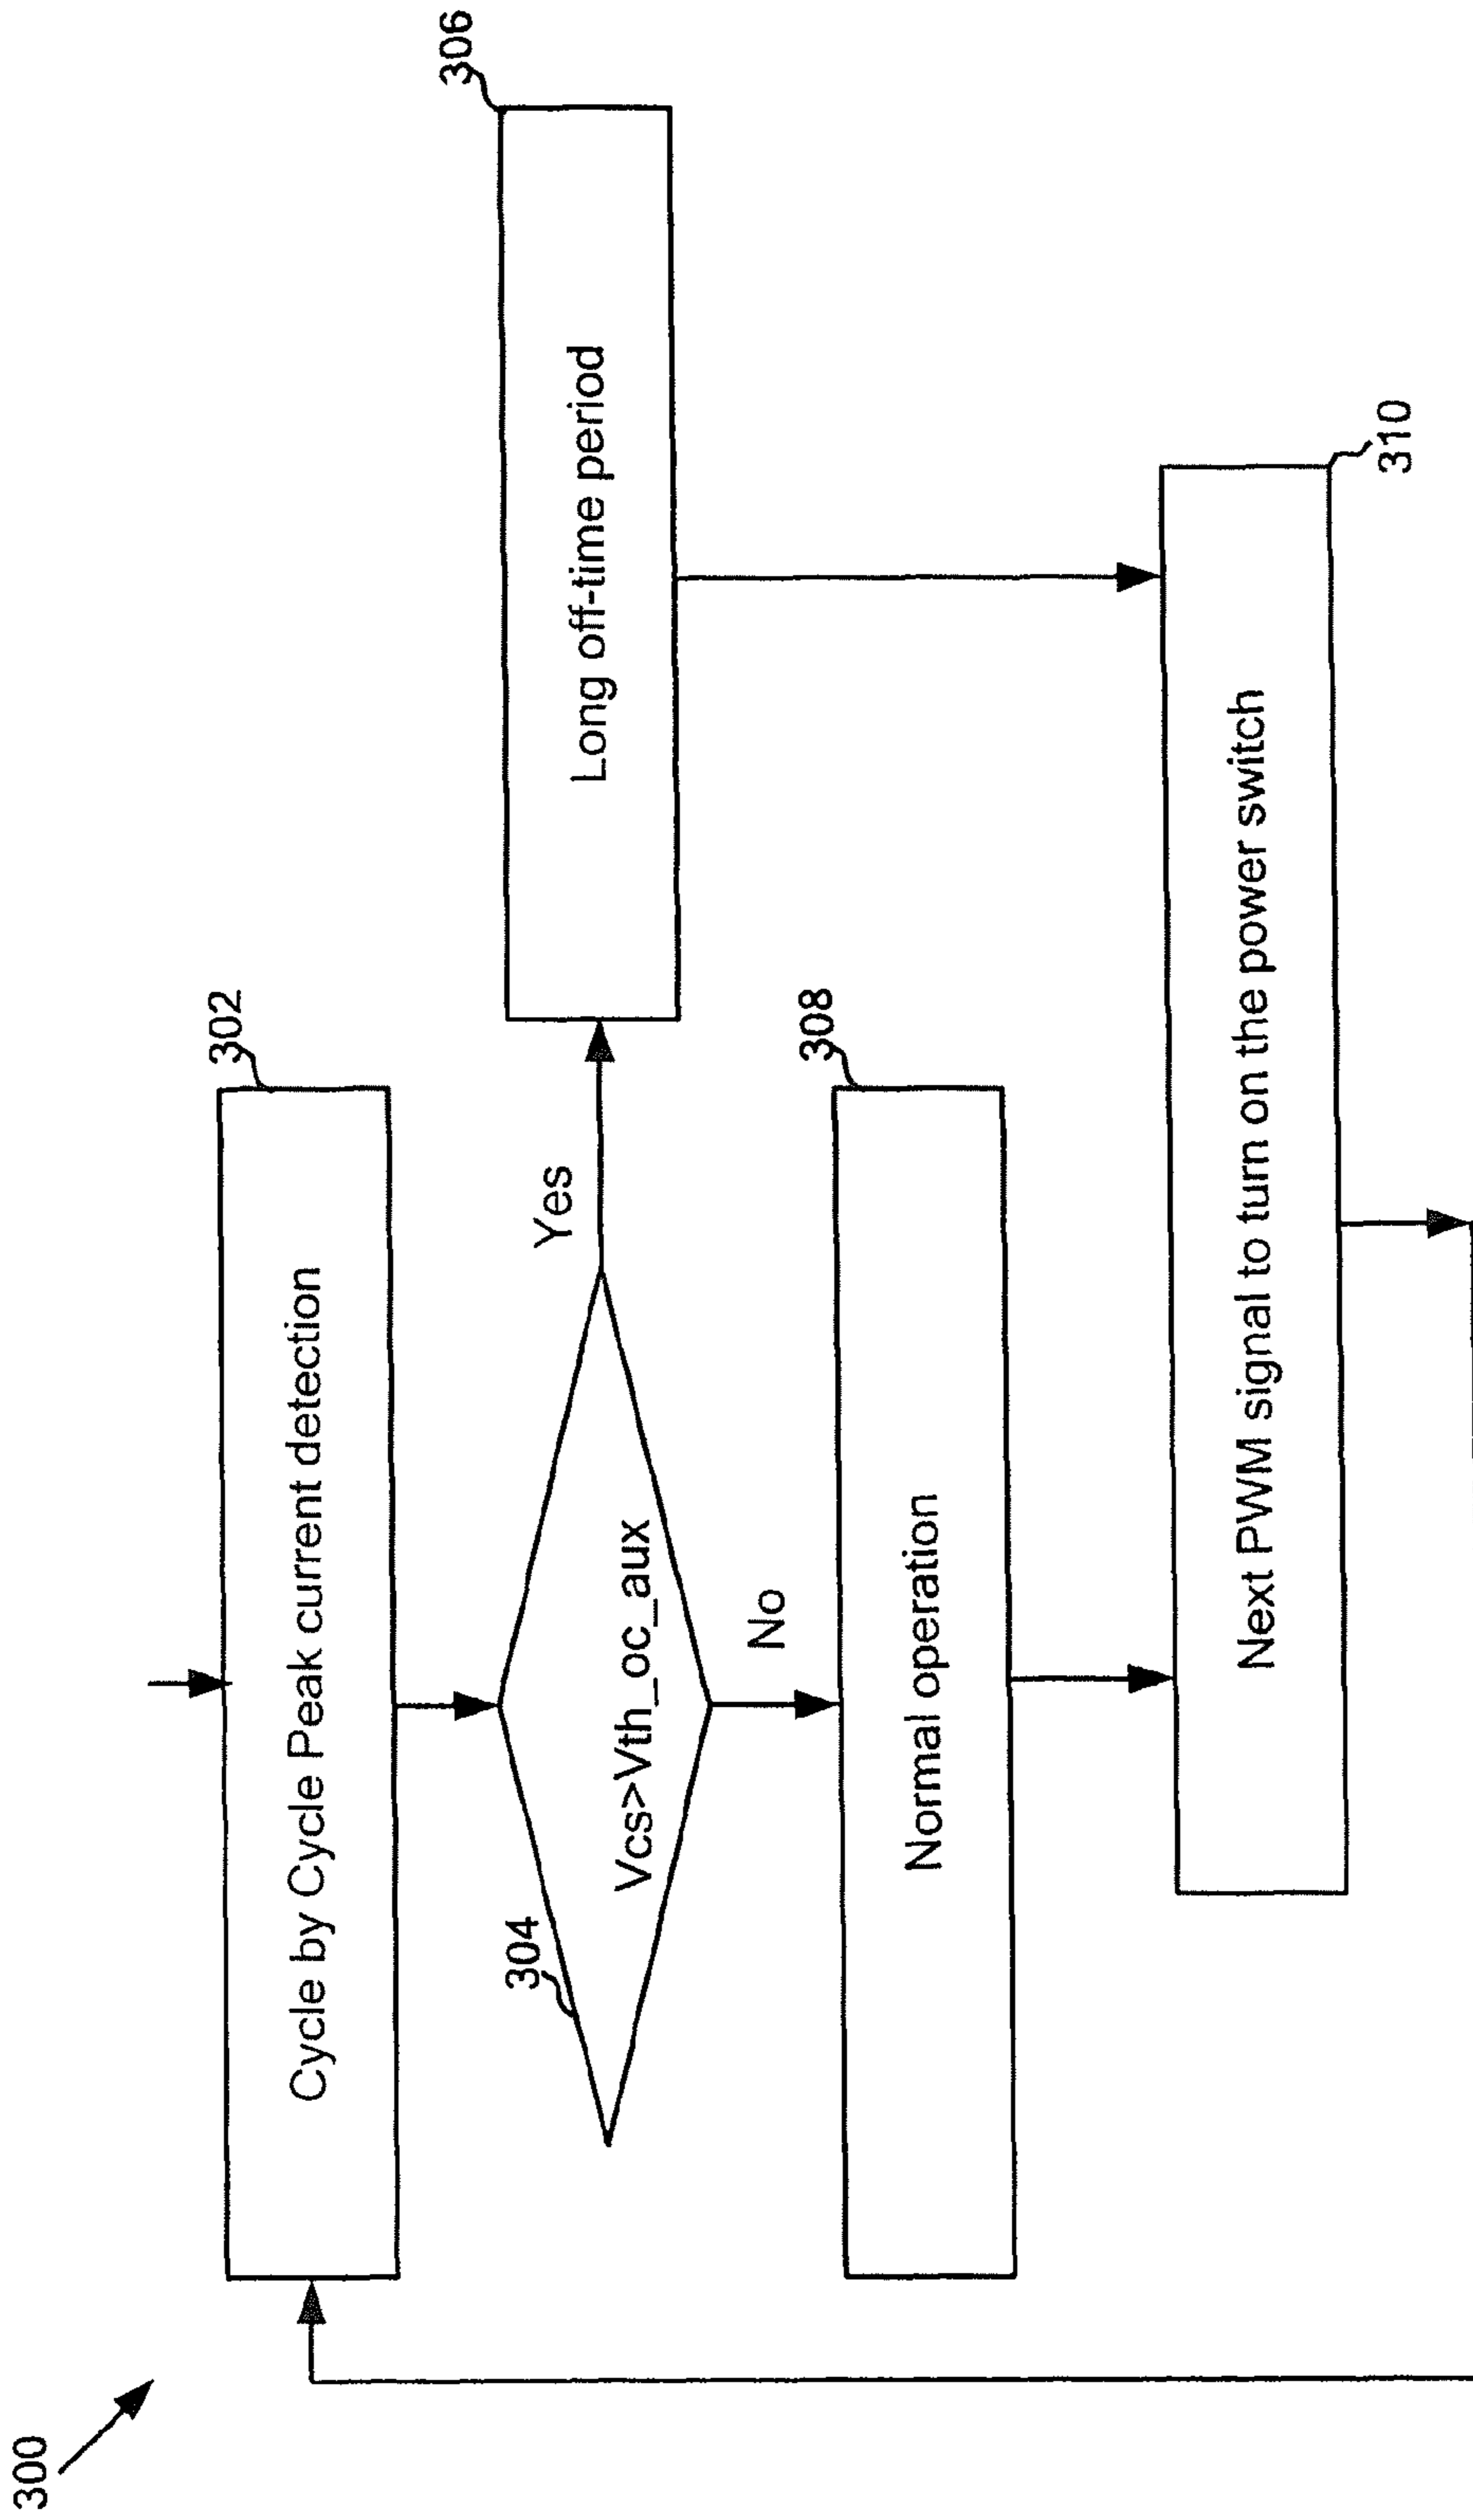 300
302
Cycle by Cycle Peak current detection
304
Vcs>Vth_oc_aux
Yes
306
Long off-time period
No
308
Normal operation
Next PWM signal to turn on the power switch
310